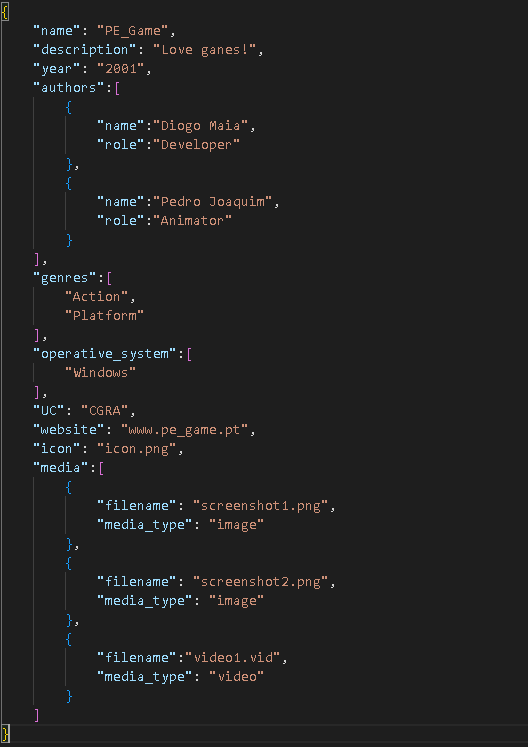 {
"name": "PE_Game",
"description": "Love ganes!",
"year": "2001",
"authors":[
{
"name":"Diogo Maia",
"role":"Developer"
},
{
"name":"Pedro Joaquim",
"role":"Animator"
}
],
"genres":[
"Action",
"Platform"
],
"operative_system":[
"Windows"
],
"UC": "CGRA",
"website": "www.pe_game.pt",
"icon": "icon.png",
"media":[
{
"filename": "screenshot1.png",
"media_type": "image"
},
{
"filename": "screenshot2.png",
"media_type": "image"
},
{
"filename":"video1.vid",
"media_type": "video"
}
]
}